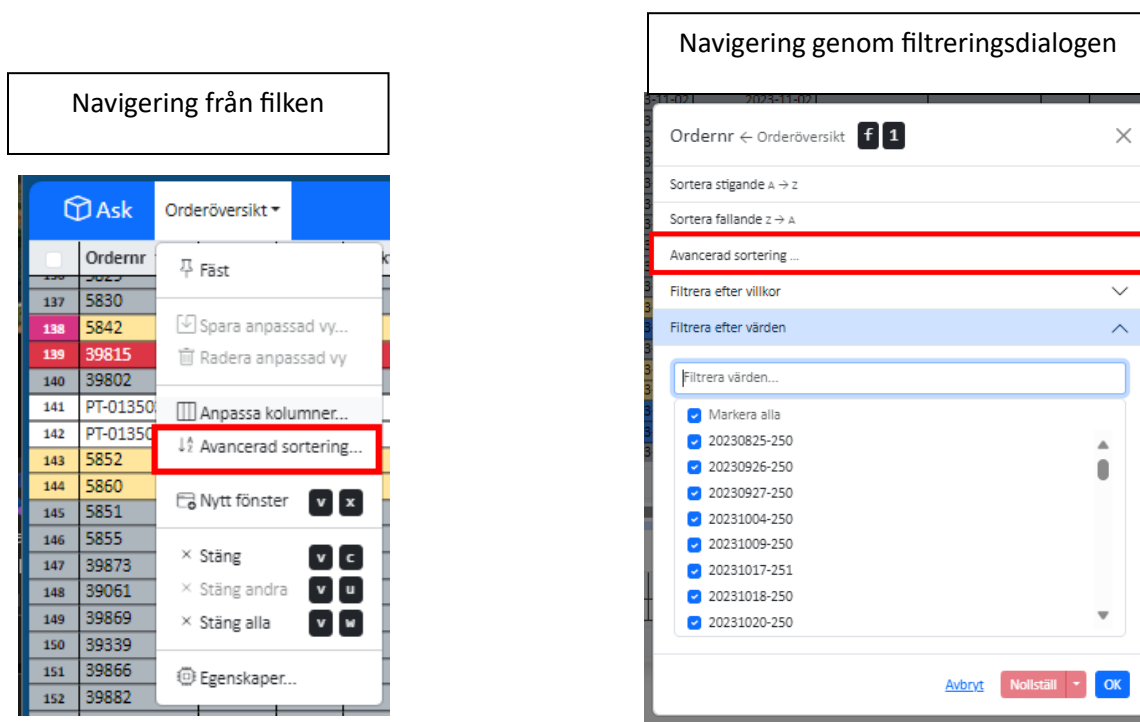 Navigering från filken
Ask
Orderöversikt
Ordernr
137 5830
138 5842
139 39815
140 39802
141 PT-01350
142 PT-01350
143 5852
144 5860
145 5851
146 5855
147 39873
148 39061
149 39869
150 39339
151 39866
152 39882
Fäst
Spara anpassad vy...
Radera anpassad vy
Anpassa kolumner...
Avancerad sortering...
Nytt fönster v x
Stäng v c
Stäng andra v u
Stäng alla v w
Egenskaper...
Navigering genom filtreringsdialogen
2023-11-02
Ordernr ← Orderöversikt f 1
Sortera stigande A → Z
Sortera fallande Z → A
Avancerad sortering ...
Filtrera efter villkor
Filtrera efter värden
Filtrera värden...
Markera alla
20230825-250
20230926-250
20230927-250
20231004-250
20231009-250
20231017-251
20231018-250
20231020-250
Avbryt Nollställ OK